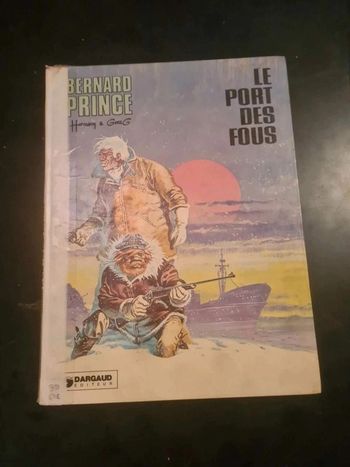 BERNARD
PRINCE
Hermann & GREG
LE
PORT
DES
FOUS
DARGAUD
EDITEUR